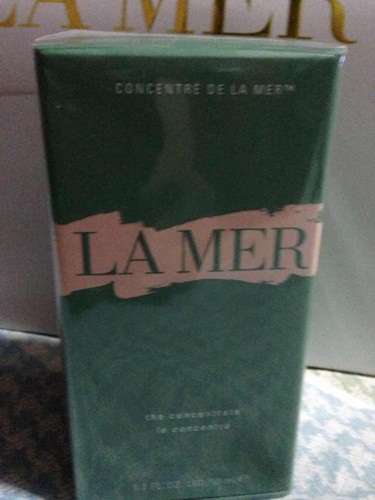 LA MER
CONCENTRÉ DE LA MER™
LA MER
the concentrate
le concentré